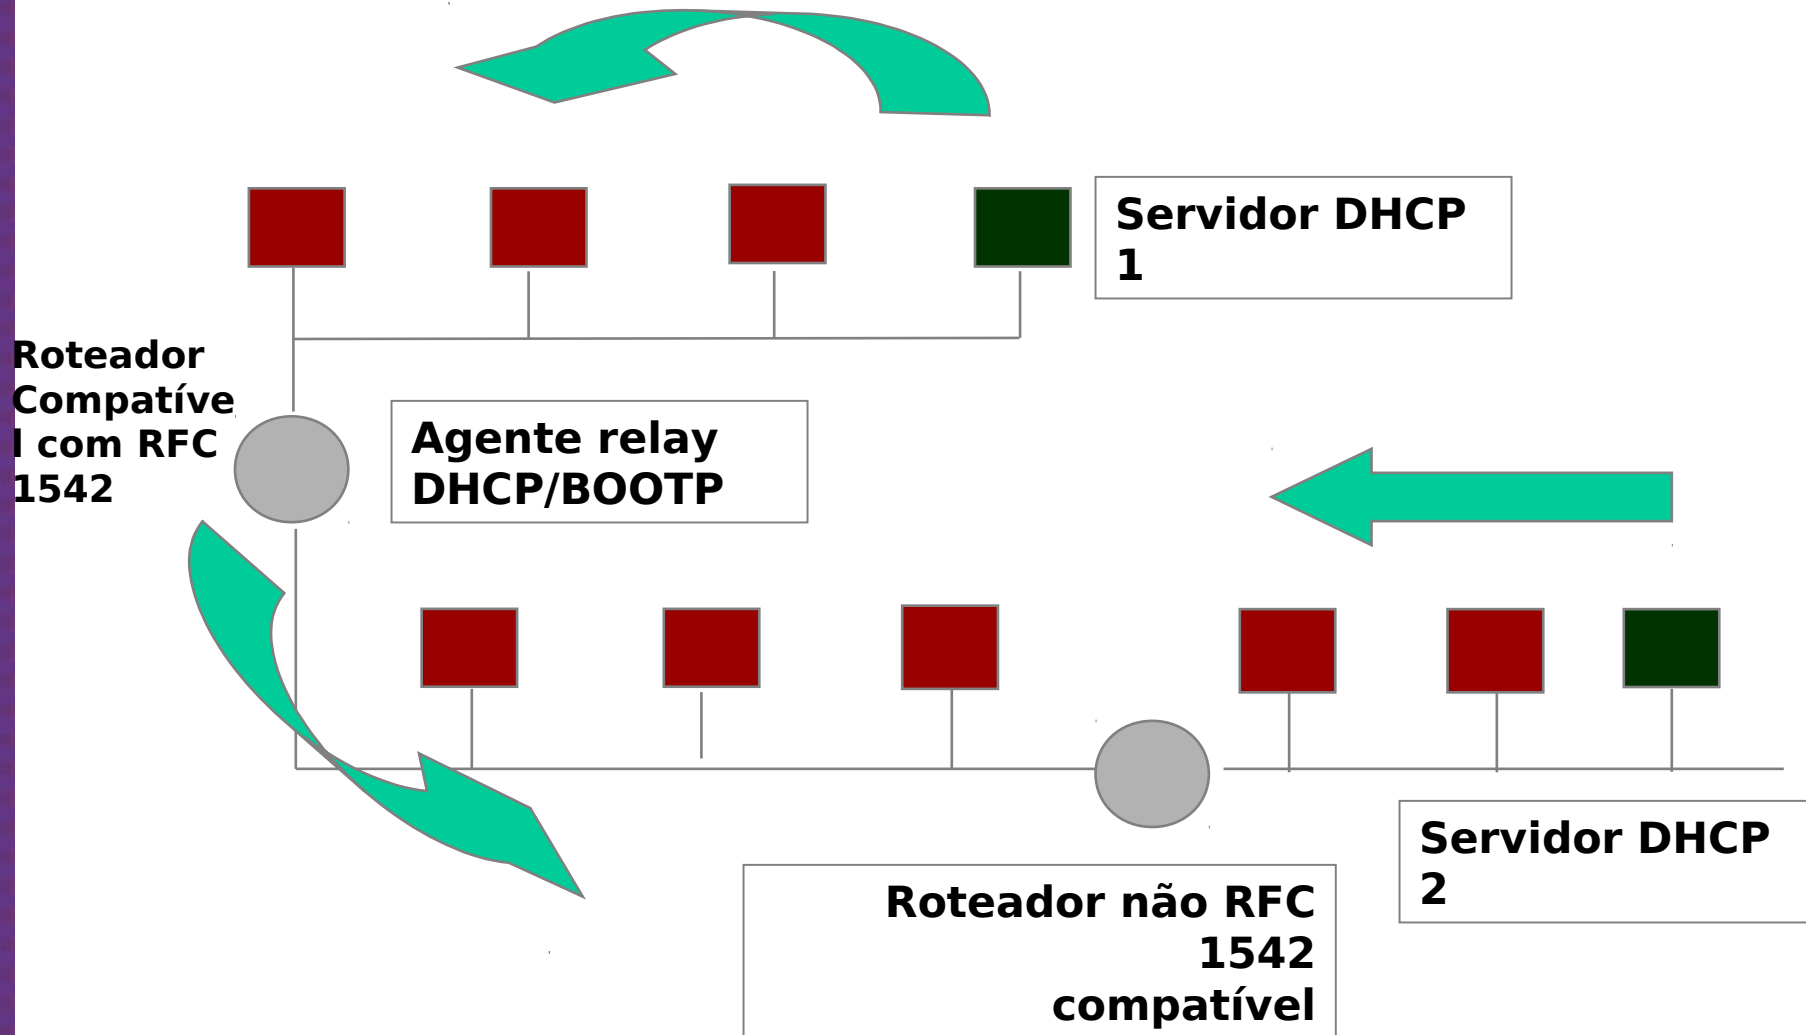 Servidor DHCP
1
Roteador
Compatíve
l com RFC
1542
Agente relay
DHCP/BOOTP
Servidor DHCP
2
Roteador não RFC
1542
compatível